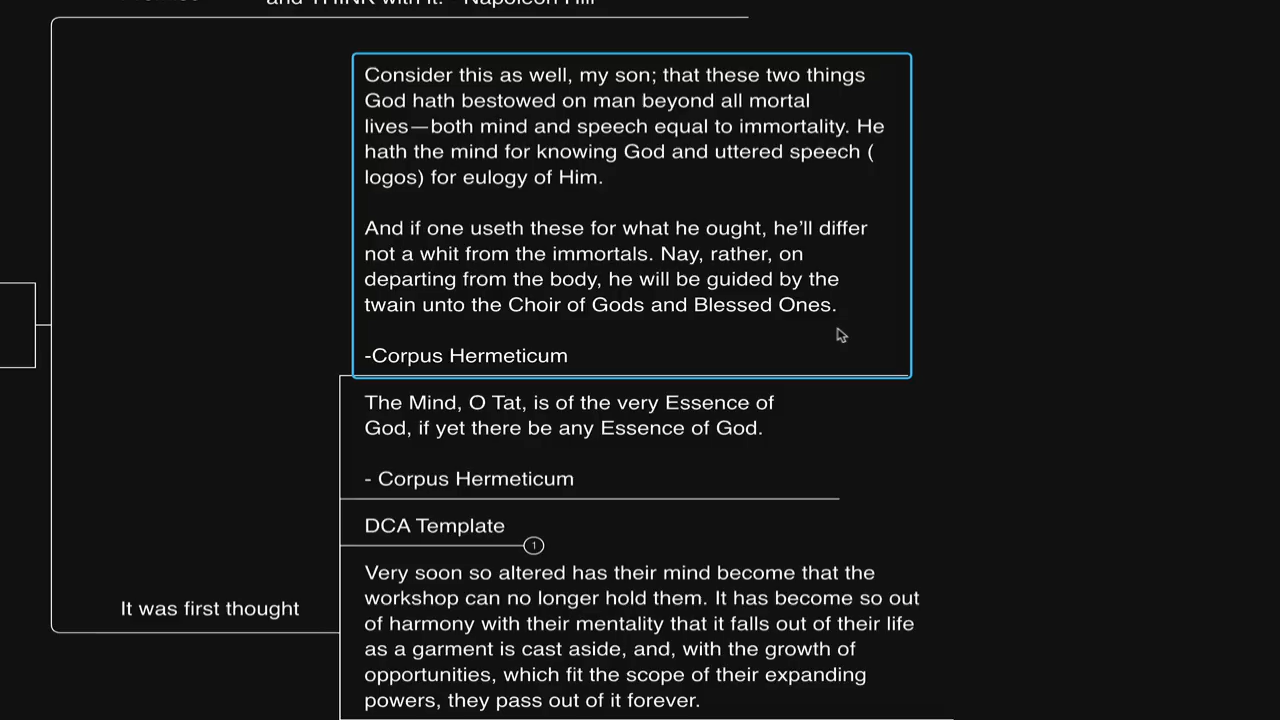 and THINK with it." - Napoleon Hill
Consider this as well, my son; that these two things
God hath bestowed on man beyond all mortal
lives—both mind and speech equal to immortality. He
hath the mind for knowing God and uttered speech (
logos) for eulogy of Him.
And if one useth these for what he ought, he’ll differ
not a whit from the immortals. Nay, rather, on
departing from the body, he will be guided by the
twain unto the Choir of Gods and Blessed Ones.
-Corpus Hermeticum
The Mind, O Tat, is of the very Essence of
God, if yet there be any Essence of God.
- Corpus Hermeticum
DCA Template
1
Very soon so altered has their mind become that the
workshop can no longer hold them. It has become so out
It was first thought
of harmony with their mentality that it falls out of their life
as a garment is cast aside, and, with the growth of
opportunities, which fit the scope of their expanding
powers, they pass out of it forever.